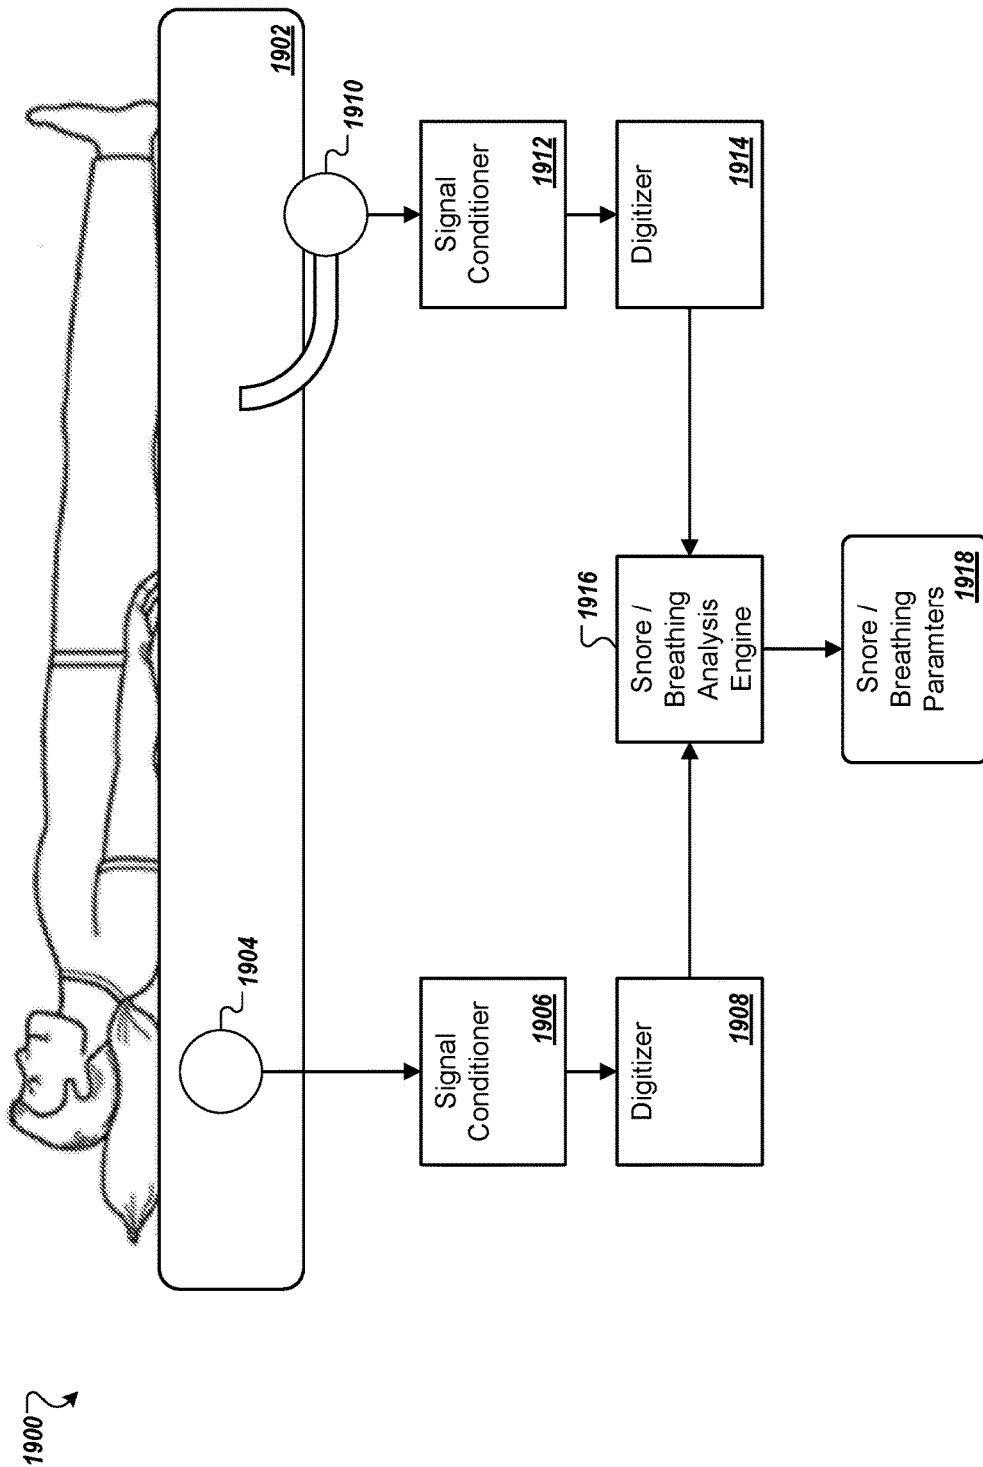 1900
1902
1904
1910
Signal
Conditioner
1906
Signal
Conditioner
1912
Digitizer
1908
Digitizer
1914
1916
Snore /
Breathing
Analysis
Engine
Snore /
Breathing
Paramters
1918